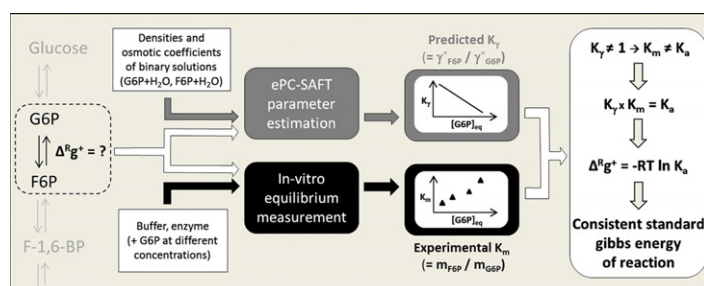 Glucose
G6P
Δᴿg⁺ = ?
F6P
F-1,6-BP
Densities and
osmotic coefficients
of binary solutions
(G6P+H₂O, F6P+H₂O)
Buffer, enzyme
(+ G6P at different
concentrations)
ePC-SAFT
parameter
estimation
In-vitro
equilibrium
measurement
Predicted Kᵧ
(= γ*F6P / γ*G6P)
Kᵧ
[G6P]eq
Kₘ
[G6P]eq
Experimental Kₘ
(= mF6P / mG6P)
Kᵧ ≠ 1 → Kₘ ≠ Kₐ
Kᵧ x Kₘ = Kₐ
Δᴿg⁺ = -RT ln Kₐ
Consistent standard
gibbs energy
of reaction